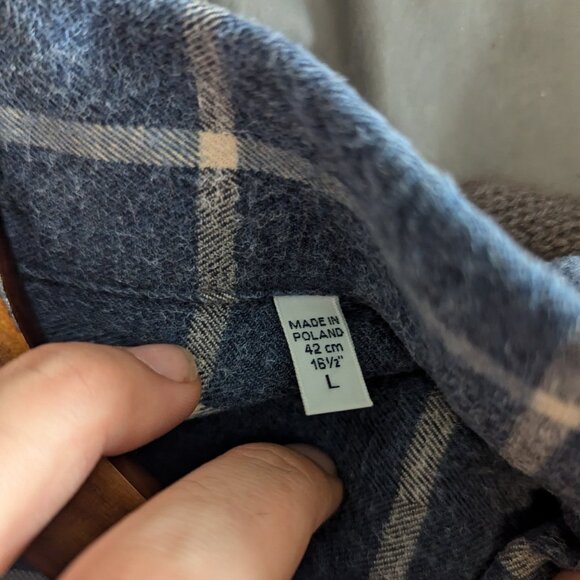 MADE IN
POLAND
42 cm
16½"
L